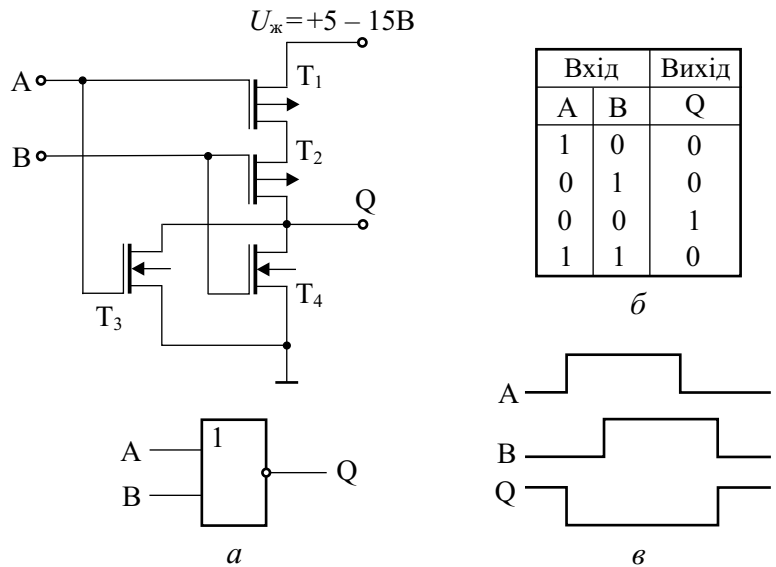 Uж = +5 – 15В
A
T1
B
T2
Q
T3
T4
1
A
B
Q
а
Вхід Вихід
A B Q
1 0 0
0 1 0
0 0 1
1 1 0
б
A
B
Q
в